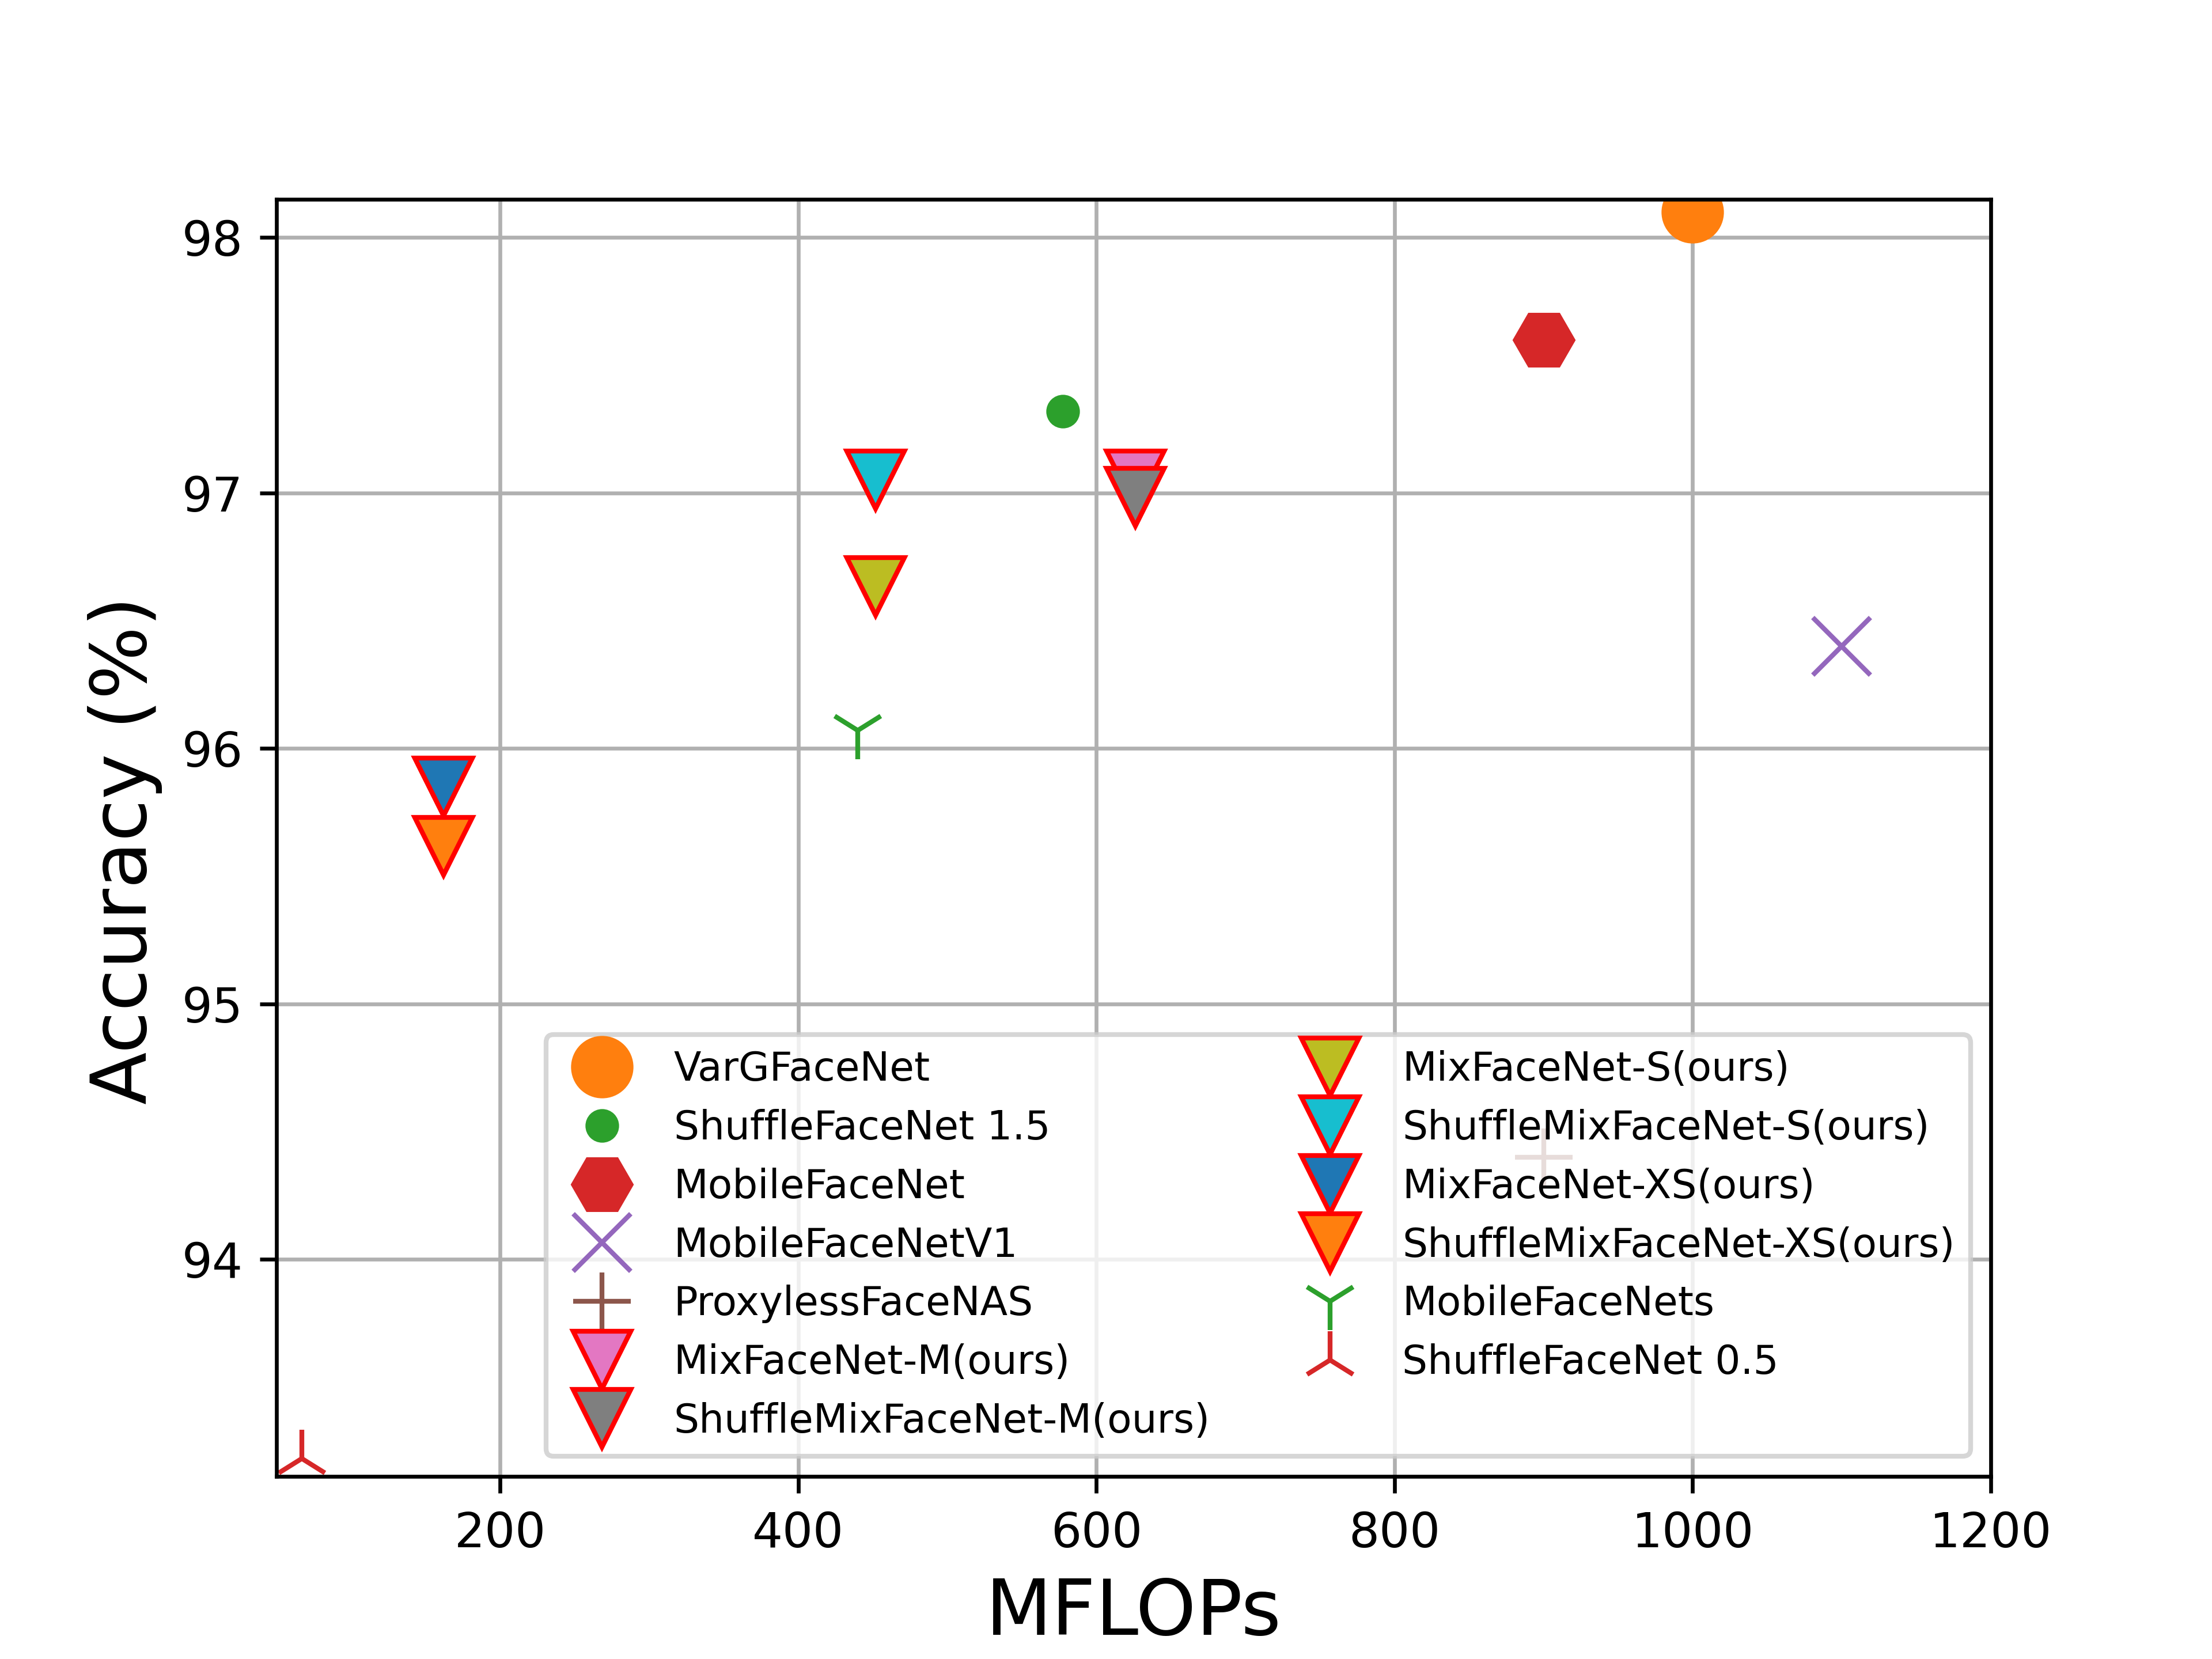 98
97
96
95
94
Accuracy (%)
VarGFaceNet
ShuffleFaceNet 1.5
MobileFaceNet
MobileFaceNetV1
ProxylessFaceNAS
MixFaceNet-M(ours)
ShuffleMixFaceNet-M(ours)
MixFaceNet-S(ours)
ShuffleMixFaceNet-S(ours)
MixFaceNet-XS(ours)
ShuffleMixFaceNet-XS(ours)
MobileFaceNets
ShuffleFaceNet 0.5
200 400 600 800 1000 1200
MFLOPs